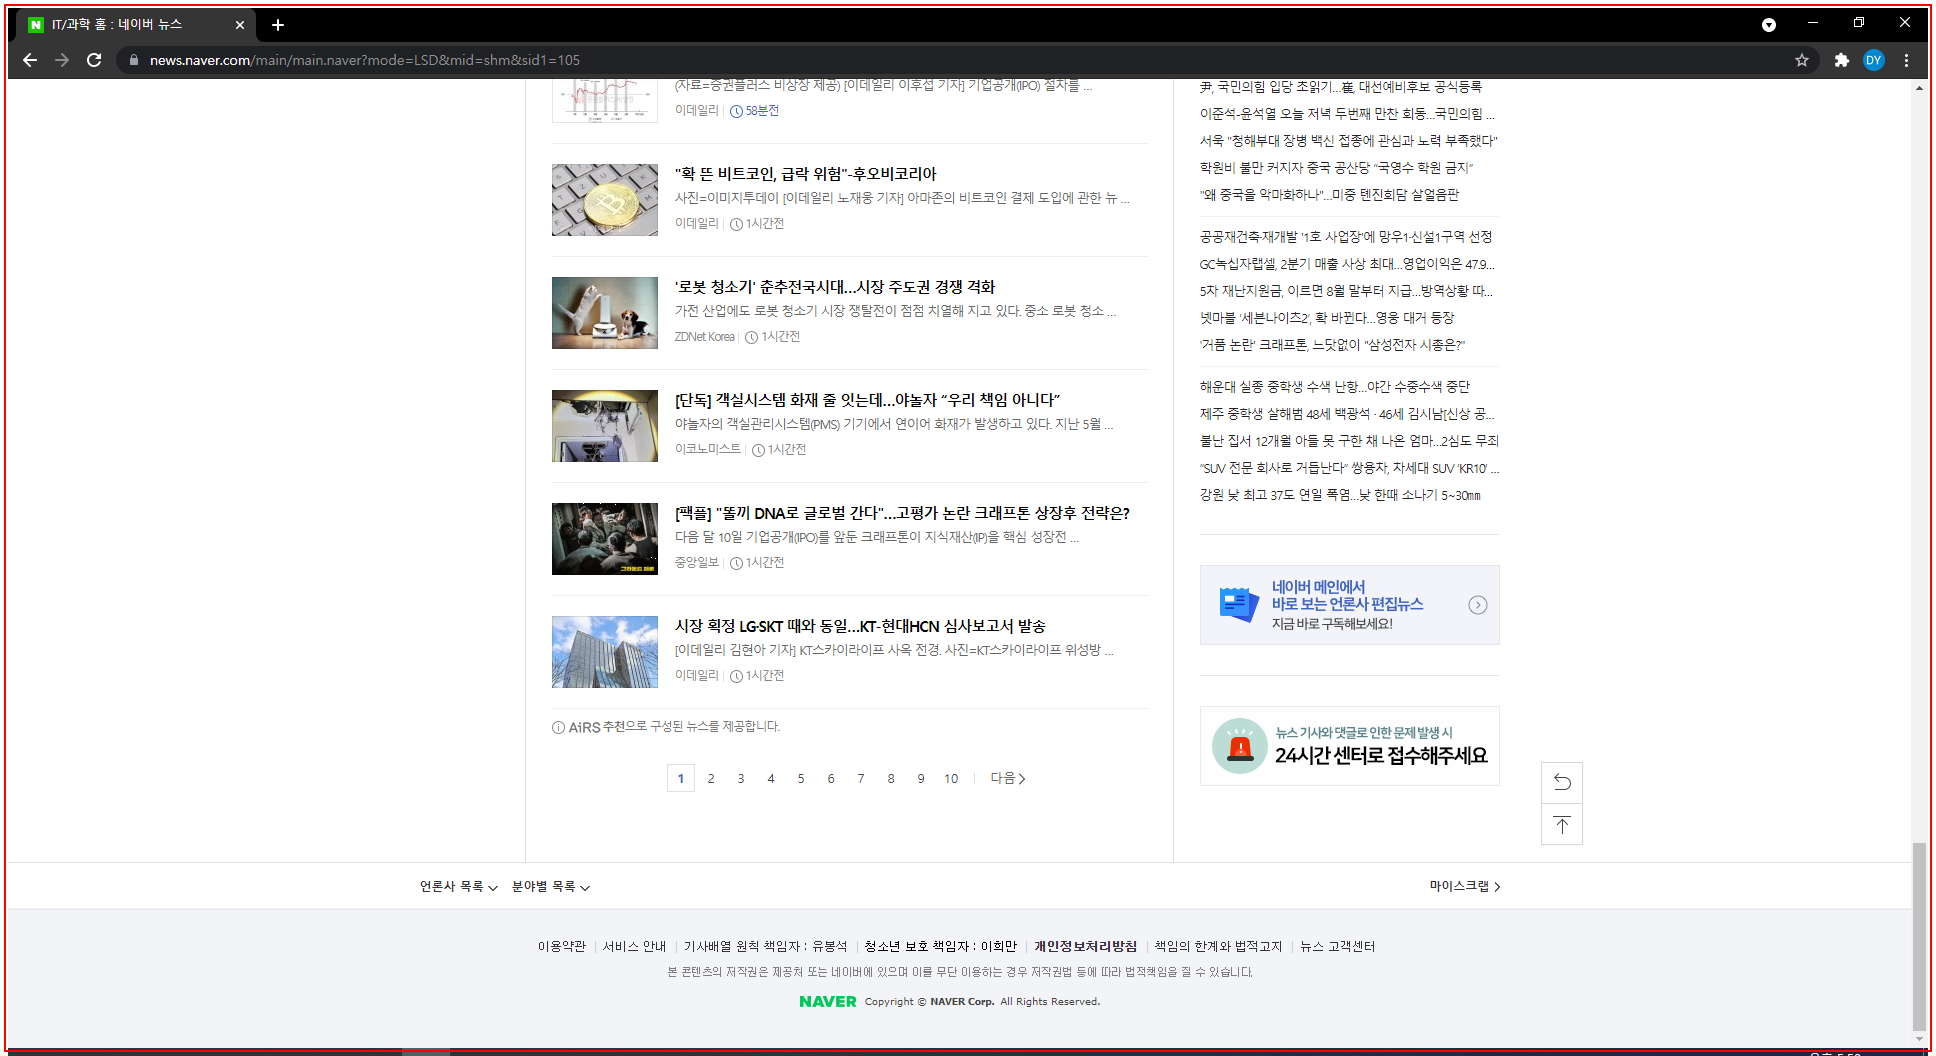 IT/과학 홈 : 네이버 뉴스
news.naver.com/main/main.naver?mode=LSD&mid=shm&sid1=105
DY
(자료=증권플러스 비상장 제공) [이데일리 이후섭 기자] 기업공개(IPO) 절차를 ...
이데일리 58분전
"확 뜬 비트코인, 급락 위험"-후오비코리아
사진=이미지투데이 [이데일리 노재웅 기자] 아마존의 비트코인 결제 도입에 관한 뉴 ...
이데일리 1시간전
'로봇 청소기' 춘추전국시대…시장 주도권 경쟁 격화
가전 산업에도 로봇 청소기 시장 쟁탈전이 점점 치열해 지고 있다. 중소 로봇 청소 ...
ZDNet Korea 1시간전
[단독] 객실시스템 화재 줄 잇는데…야놀자 “우리 책임 아니다”
야놀자의 객실관리시스템(PMS) 기기에서 연이어 화재가 발생하고 있다. 지난 5월 ...
이코노미스트 1시간전
[팩플] "똘끼 DNA로 글로벌 간다"…고평가 논란 크래프톤 상장후 전략은?
다음 달 10일 기업공개(IPO)를 앞둔 크래프톤이 지식재산(IP)을 핵심 성장전 ...
중앙일보 1시간전
시장 획정 LG·SKT 때와 동일…KT-현대HCN 심사보고서 발송
[이데일리 김현아 기자] KT스카이라이프 사옥 전경. 사진=KT스카이라이프 위성방 ...
이데일리 1시간전
AiRS 추천으로 구성된 뉴스를 제공합니다.
1 2 3 4 5 6 7 8 9 10 다음
尹, 국민의힘 입당 초읽기…崔, 대선예비후보 공식등록
이준석-윤석열 오늘 저녁 두번째 만찬 회동…국민의힘 ...
서욱 "청해부대 장병 백신 접종에 관심과 노력 부족했다"
학원비 불만 커지자 중국 공산당 “국영수 학원 금지”
"왜 중국을 악마화하나"…미중 톈진회담 살얼음판
공공재건축·재개발 '1호 사업장'에 망우1·신설1구역 선정
GC녹십자랩셀, 2분기 매출 사상 최대…영업이익은 47.9...
5차 재난지원금, 이르면 8월 말부터 지급…방역상황 따...
넷마블 ‘세븐나이츠2’, 확 바뀐다…영웅 대거 등장
'거품 논란' 크래프톤, 느닷없이 "삼성전자 시총은?"
해운대 실종 중학생 수색 난항…야간 수중수색 중단
제주 중학생 살해범 48세 백광석 · 46세 김시남[신상 공...
불난 집서 12개월 아들 못 구한 채 나온 엄마…2심도 무죄
“SUV 전문 회사로 거듭난다” 쌍용차, 차세대 SUV ‘KR10’ ...
강원 낮 최고 37도 연일 폭염…낮 한때 소나기 5~30㎜
네이버 메인에서
바로 보는 언론사 편집뉴스
지금 바로 구독해보세요!
뉴스 기사와 댓글로 인한 문제 발생 시
24시간 센터로 접수해주세요
언론사 목록 분야별 목록 마이스크랩
이용약관 서비스 안내 기사배열 원칙 책임자 : 유봉석 청소년 보호 책임자 : 이희만 개인정보처리방침 책임의 한계와 법적고지 뉴스 고객센터
본 콘텐츠의 저작권은 제공처 또는 네이버에 있으며 이를 무단 이용하는 경우 저작권법 등에 따라 법적책임을 질 수 있습니다.
NAVER Copyright © NAVER Corp. All Rights Reserved.